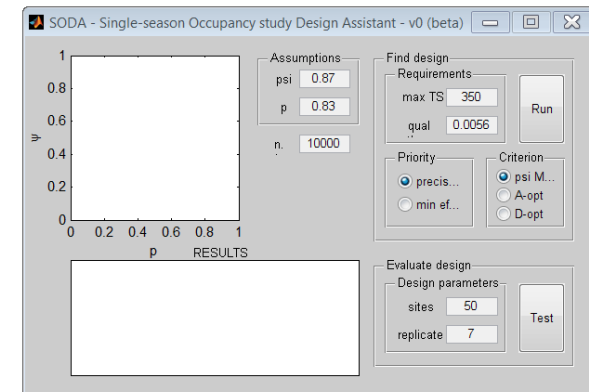 SODA - Single-season Occupancy study Design Assistant - v0 (beta)
1
0.8
0.6
0.4
0.2
0
ψ
0 0.2 0.4 0.6 0.8 1
p
RESULTS
Assumptions
psi 0.87
p 0.83
n. 10000
Find design
Requirements
max TS 350
qual 0.0056
Run
Priority
precis...
min ef...
Criterion
psi M...
A-opt
D-opt
Evaluate design
Design parameters
sites 50
replicate 7
Test